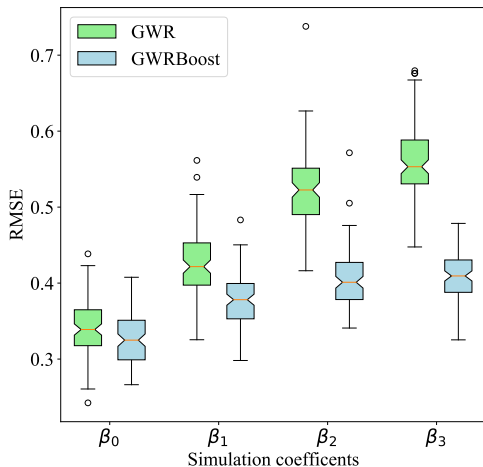 GWR
GWRBoost
0.7
0.6
0.5
0.4
0.3
RMSE
β0 β1 β2 β3
Simulation coefficents